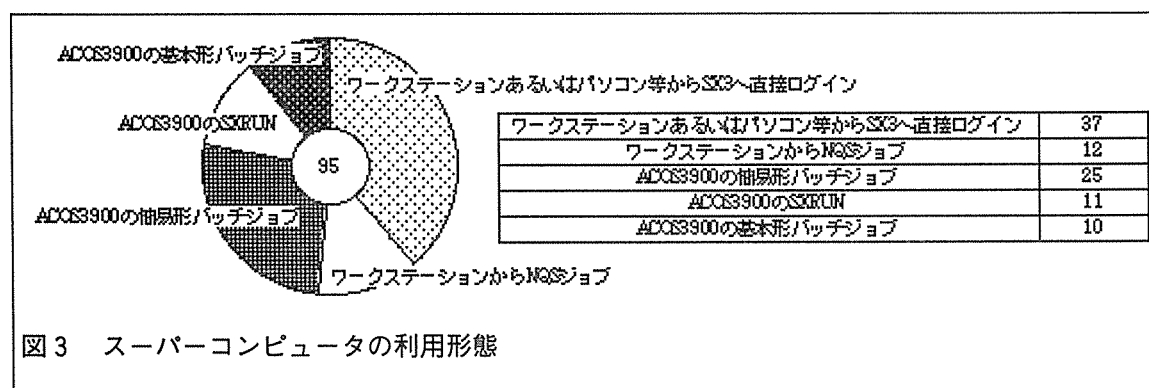 ACOS3900の基本形バッチジョブ
ワークステーションあるいはパソコン等からSX3へ直接ログイン
ACOS3900のSXRUN
95
ACOS3900の簡易形バッチジョブ
ワークステーションからNQSジョブ
ワークステーションあるいはパソコン等からSX3へ直接ログイン 37
ワークステーションからNQSジョブ 12
ACOS3900の簡易形バッチジョブ 25
ACOS3900のSXRUN 11
ACOS3900の基本形バッチジョブ 10
図3 スーパーコンピュータの利用形態